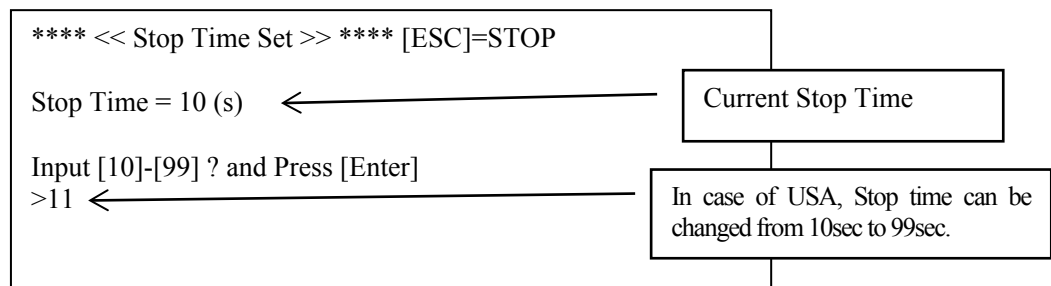 **** << Stop Time Set >> **** [ESC]=STOP
Stop Time = 10 (s)
Current Stop Time
Input [10]-[99] ? and Press [Enter]
>11
In case of USA, Stop time can be
changed from 10sec to 99sec.